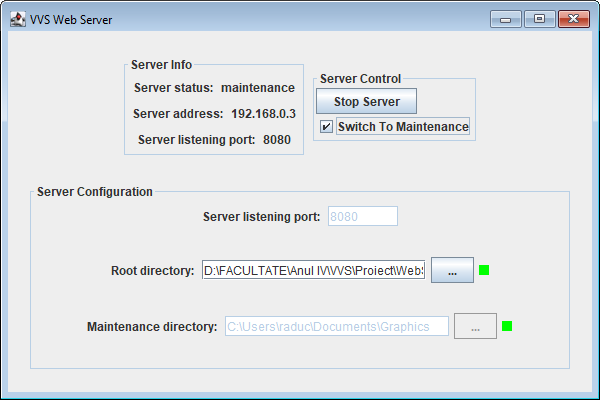 VVS Web Server
Server Info
Server status: maintenance
Server address: 192.168.0.3
Server listening port: 8080
Server Control
Stop Server
Switch To Maintenance
Server Configuration
Server listening port: 8080
Root directory: D:\FACULTATE\Anul IV\VVS\Proiect\WebS ...
Maintenance directory: C:\Users\raduc\Documents\Graphics ...